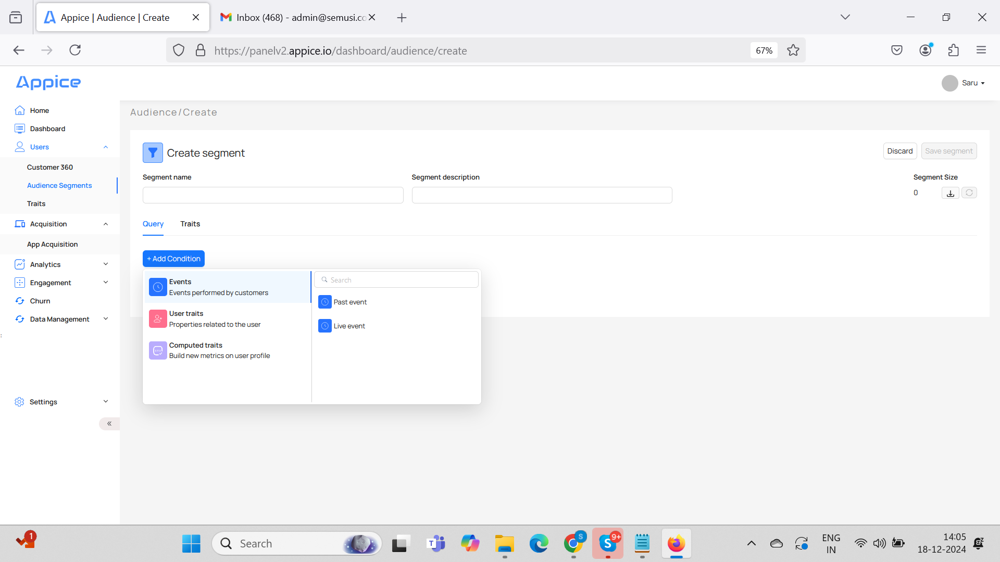 Appice | Audience | Create
Inbox (468) - admin@semusi.co
https://panelv2.appice.io/dashboard/audience/create
67%
Appice
Saru
Home
Dashboard
Users
Customer 360
Audience Segments
Traits
Acquisition
App Acquisition
Analytics
Engagement
Churn
Data Management
:
Settings
«
Audience/Create
Create segment
Discard
Save segment
Segment name
Segment description
Segment Size
0
Query
Traits
+ Add Condition
Events
Events performed by customers
User traits
Properties related to the user
Computed traits
Build new metrics on user profile
Search
Past event
Live event
1
Search
T
S
S
9+
ENG
IN
14:05
18-12-2024